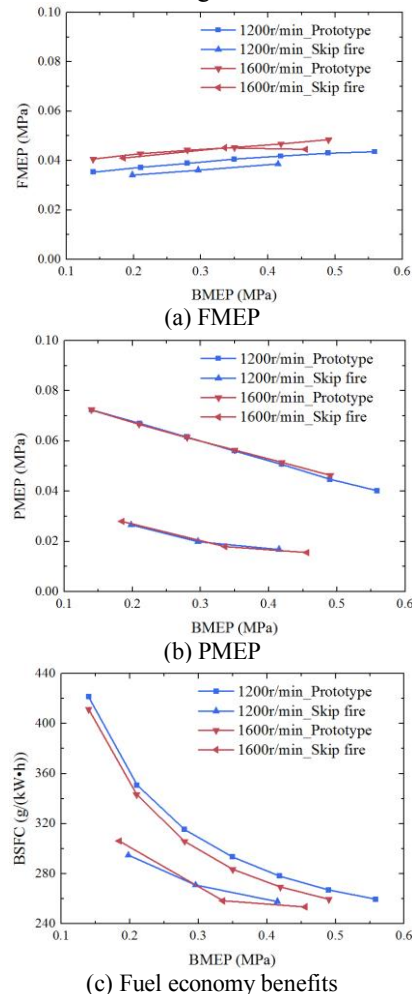 0.10
0.08
0.06
0.04
0.02
0.00
FMEP (MPa)
1200r/min_Prototype
1200r/min_Skip fire
1600r/min_Prototype
1600r/min_Skip fire
0.1 0.2 0.3 0.4 0.5 0.6
BMEP (MPa)
(a) FMEP
0.10
0.08
0.06
0.04
0.02
0.00
PMEP (MPa)
1200r/min_Prototype
1200r/min_Skip fire
1600r/min_Prototype
1600r/min_Skip fire
0.1 0.2 0.3 0.4 0.5 0.6
BMEP (MPa)
(b) PMEP
440
400
360
320
280
240
BSFC (g/(kW•h))
1200r/min_Prototype
1200r/min_Skip fire
1600r/min_Prototype
1600r/min_Skip fire
0.1 0.2 0.3 0.4 0.5 0.6
BMEP (MPa)
(c) Fuel economy benefits